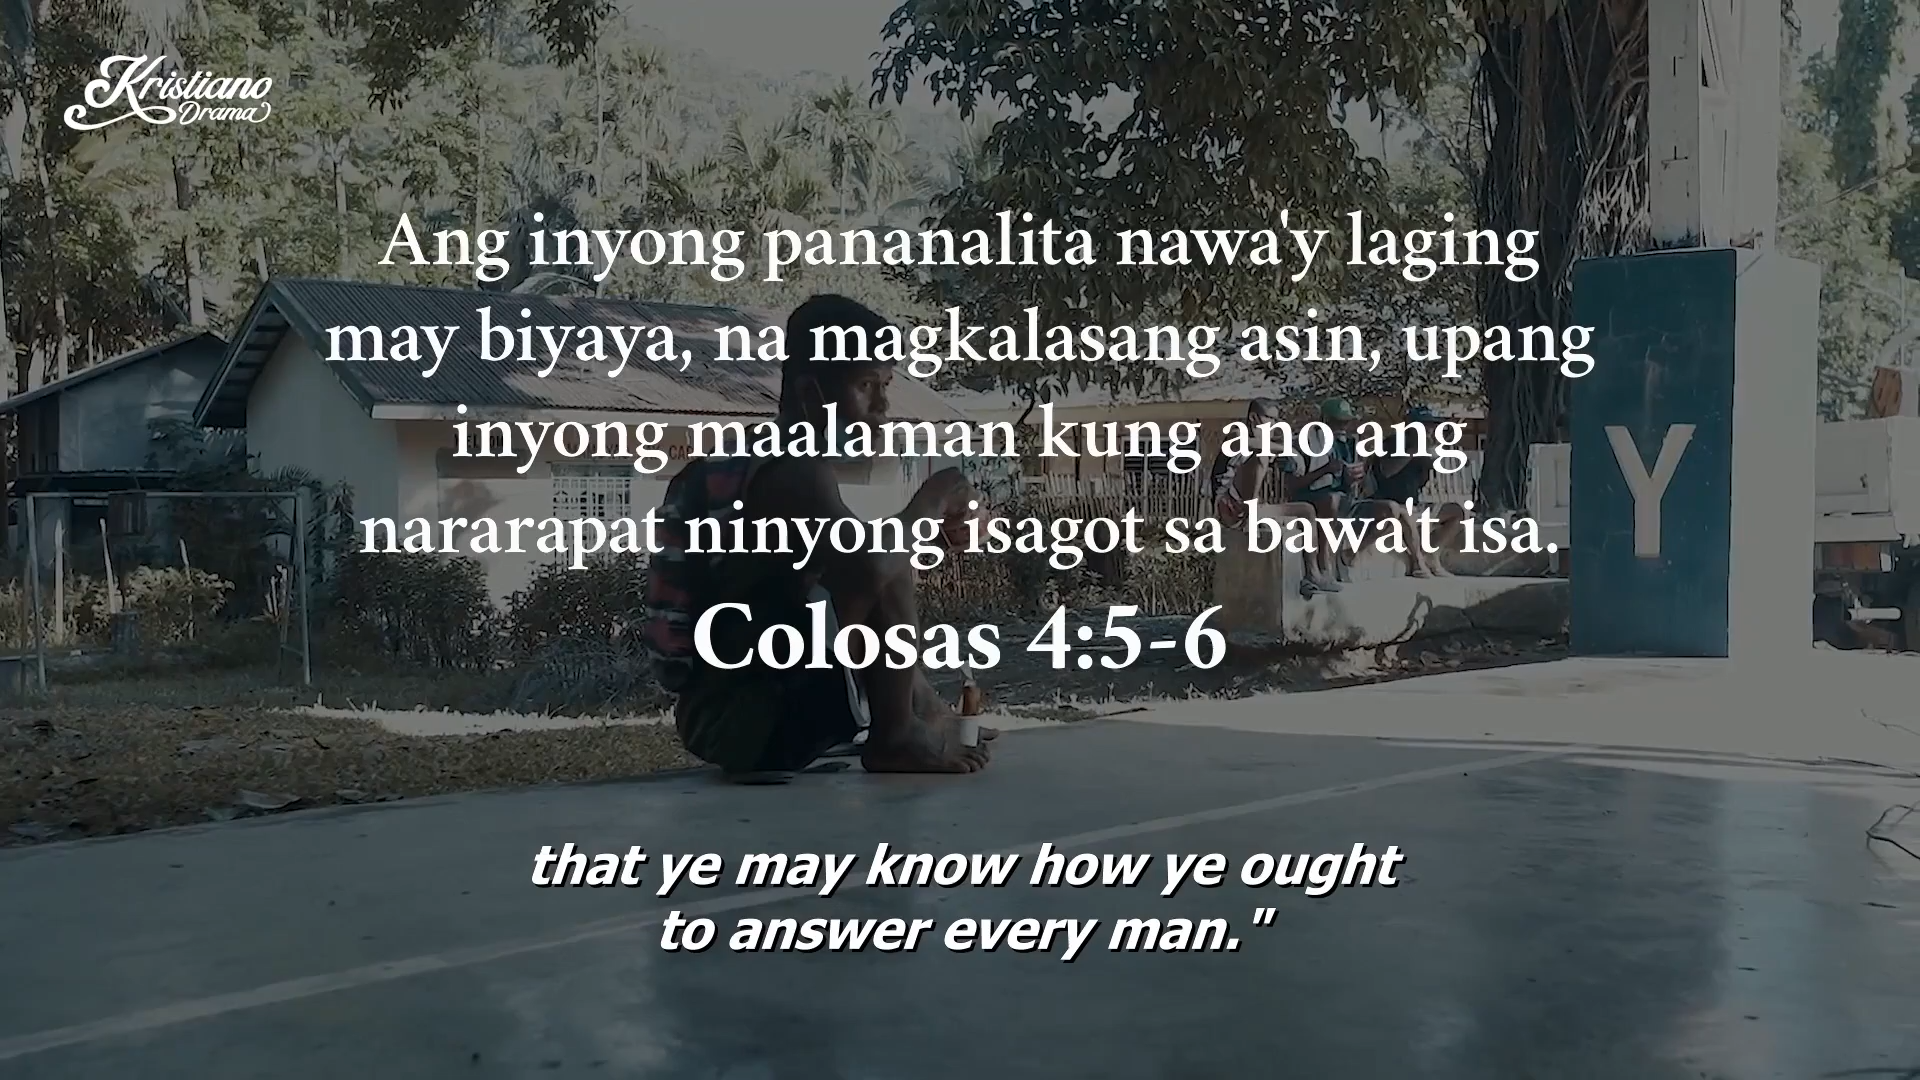 Kristiano
Drama
Ang inyong pananalita nawa'y laging
may biyaya, na magkalasang asin, upang
inyong maalaman kung ano ang
nararapat ninyong isagot sa bawa't isa.
Colosas 4:5-6
Y
that ye may know how ye ought
to answer every man."